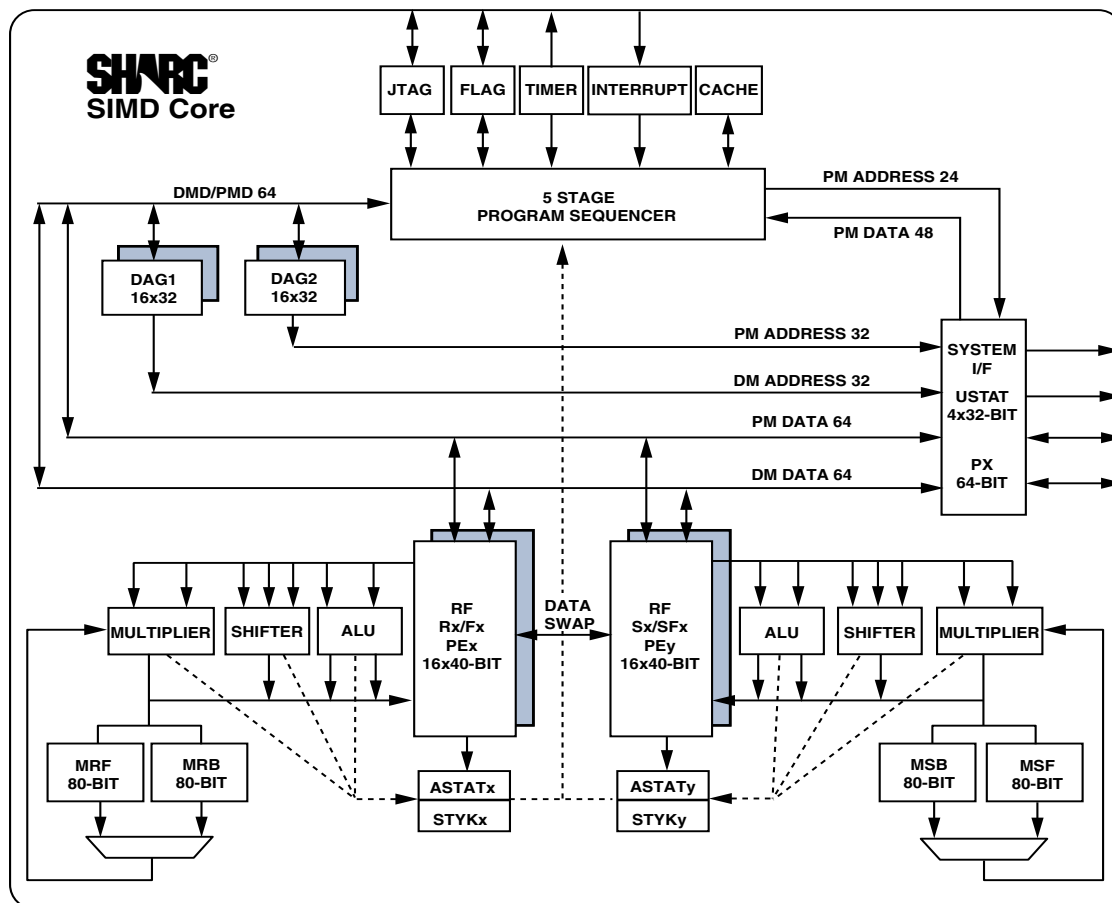 SHARC®
SIMD Core
JTAG
FLAG
TIMER
INTERRUPT
CACHE
DMD/PMD 64
5 STAGE
PROGRAM SEQUENCER
PM ADDRESS 24
PM DATA 48
DAG1
16x32
DAG2
16x32
PM ADDRESS 32
DM ADDRESS 32
PM DATA 64
DM DATA 64
SYSTEM
I/F
USTAT
4x32-BIT
PX
64-BIT
MULTIPLIER
SHIFTER
ALU
RF
Rx/Fx
PEx
16x40-BIT
DATA
SWAP
RF
Sx/SFx
PEy
16x40-BIT
ALU
SHIFTER
MULTIPLIER
MRF
80-BIT
MRB
80-BIT
ASTATx
STYKx
ASTATy
STYKy
MSB
80-BIT
MSF
80-BIT